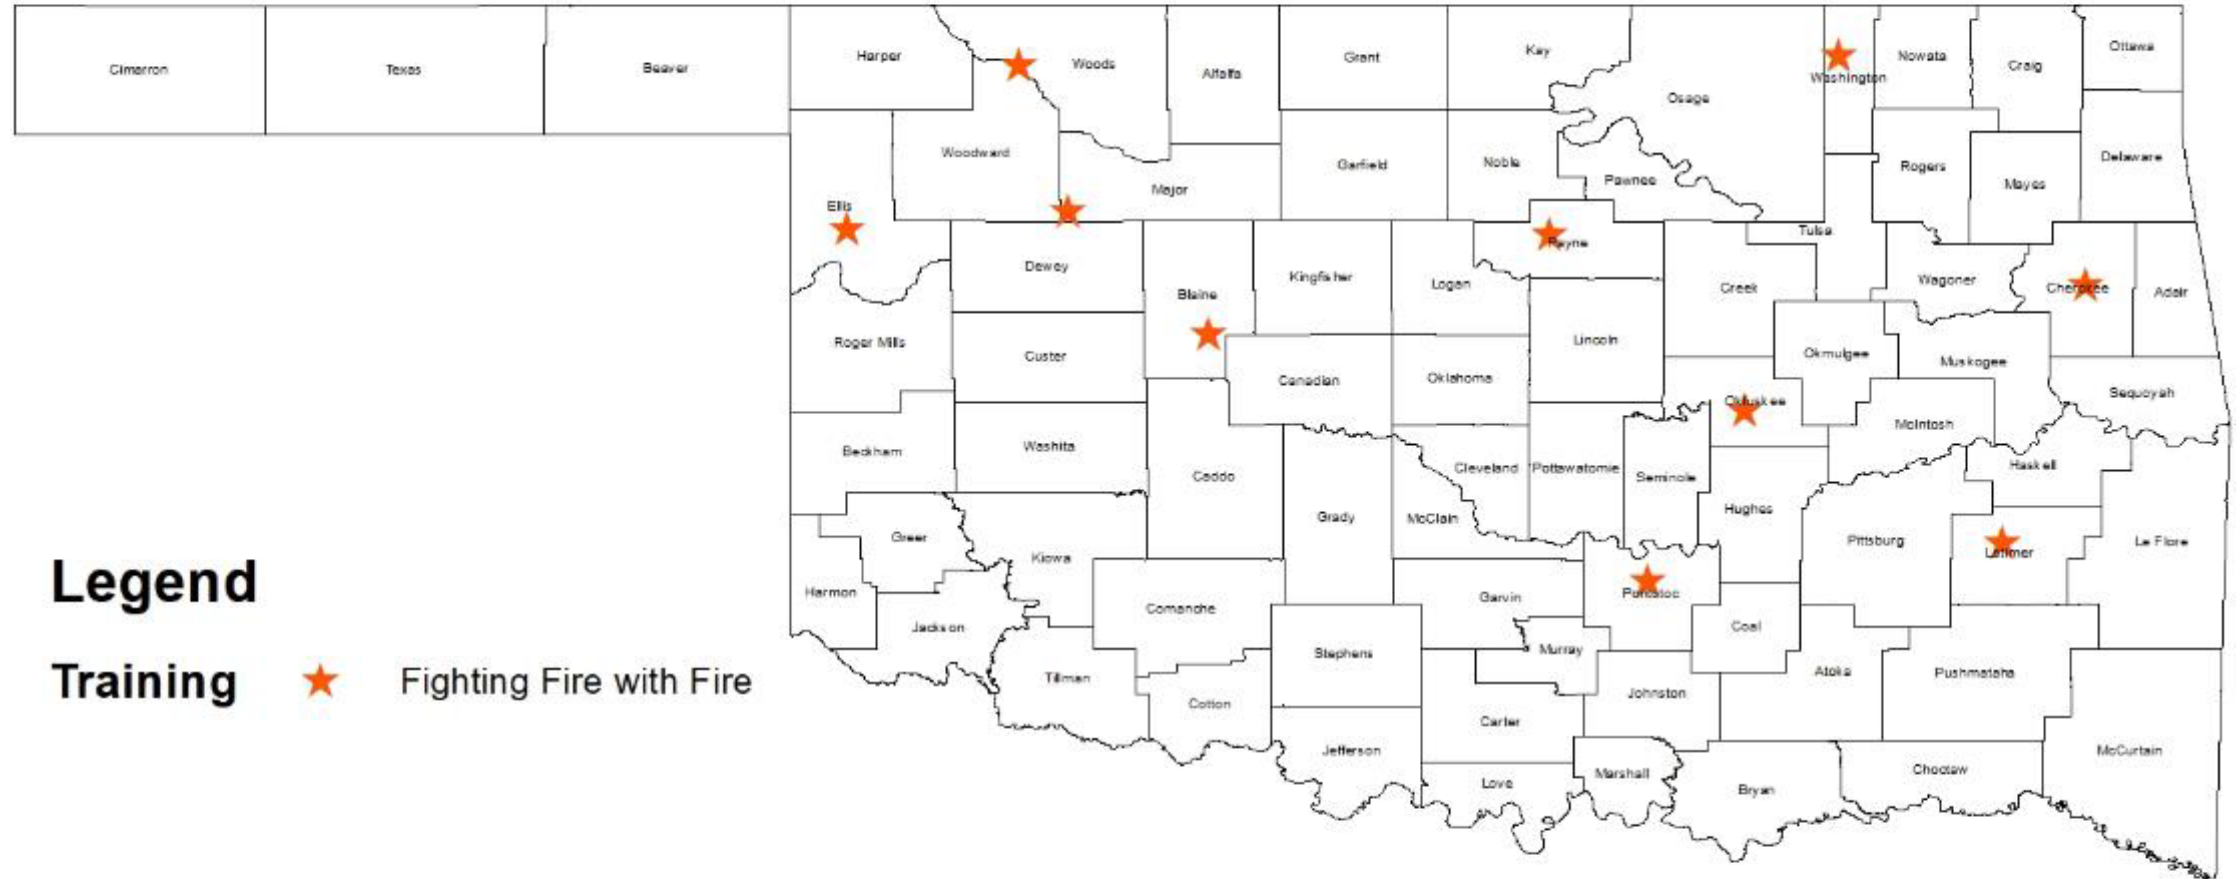 Cimarron
Texas
Beaver
Harper
Woods
Alfalfa
Grant
Kay
Osage
Washington
Nowata
Craig
Ottawa
Woodward
Major
Garfield
Noble
Pawnee
Rogers
Mayes
Delaware
Ellis
Dewey
Blaine
Kingfisher
Logan
Payne
Creek
Tulsa
Wagoner
Cherokee
Adair
Roger Mills
Custer
Canadian
Oklahoma
Lincoln
Okmulgee
Muskogee
Sequoyah
Beckham
Washita
Caddo
Grady
McClain
Cleveland
Pottawatomie
Seminole
Okfuskee
Hughes
McIntosh
Haskell
Pittsburg
Latimer
Le Flore
Greer
Kiowa
Harmon
Jackson
Comanche
Garvin
Pontotoc
Coal
Tillman
Cotton
Stephens
Murray
Johnston
Atoka
Pushmataha
Jefferson
Carter
Love
Marshall
Bryan
Choctaw
McCurtain
Legend
Training Fighting Fire with Fire